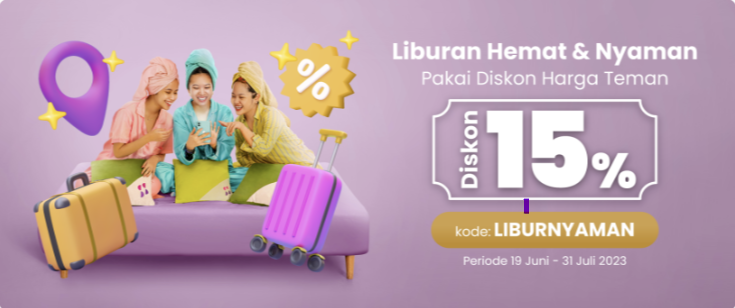 Liburan Hemat & Nyaman
Pakai Diskon Harga Teman
Diskon
15%
kode: LIBURNYAMAN
Periode 19 Juni - 31 Juli 2023
%